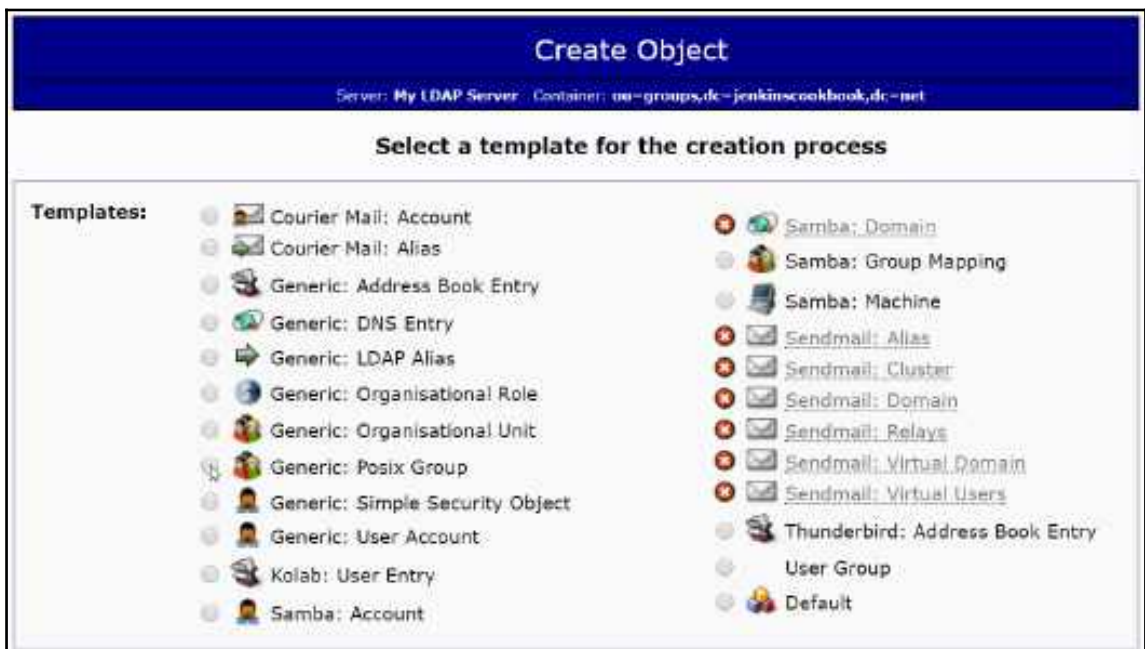 Create Object
Server: My LDAP Server Container: ou=groups,dc=jenkinscookbook,dc=net
Select a template for the creation process
Templates:
Courier Mail: Account
Courier Mail: Alias
Generic: Address Book Entry
Generic: DNS Entry
Generic: LDAP Alias
Generic: Organisational Role
Generic: Organisational Unit
Generic: Posix Group
Generic: Simple Security Object
Generic: User Account
Kolab: User Entry
Samba: Account
Samba: Domain
Samba: Group Mapping
Samba: Machine
Sendmail: Alias
Sendmail: Cluster
Sendmail: Domain
Sendmail: Relays
Sendmail: Virtual Domain
Sendmail: Virtual Users
Thunderbird: Address Book Entry
User Group
Default